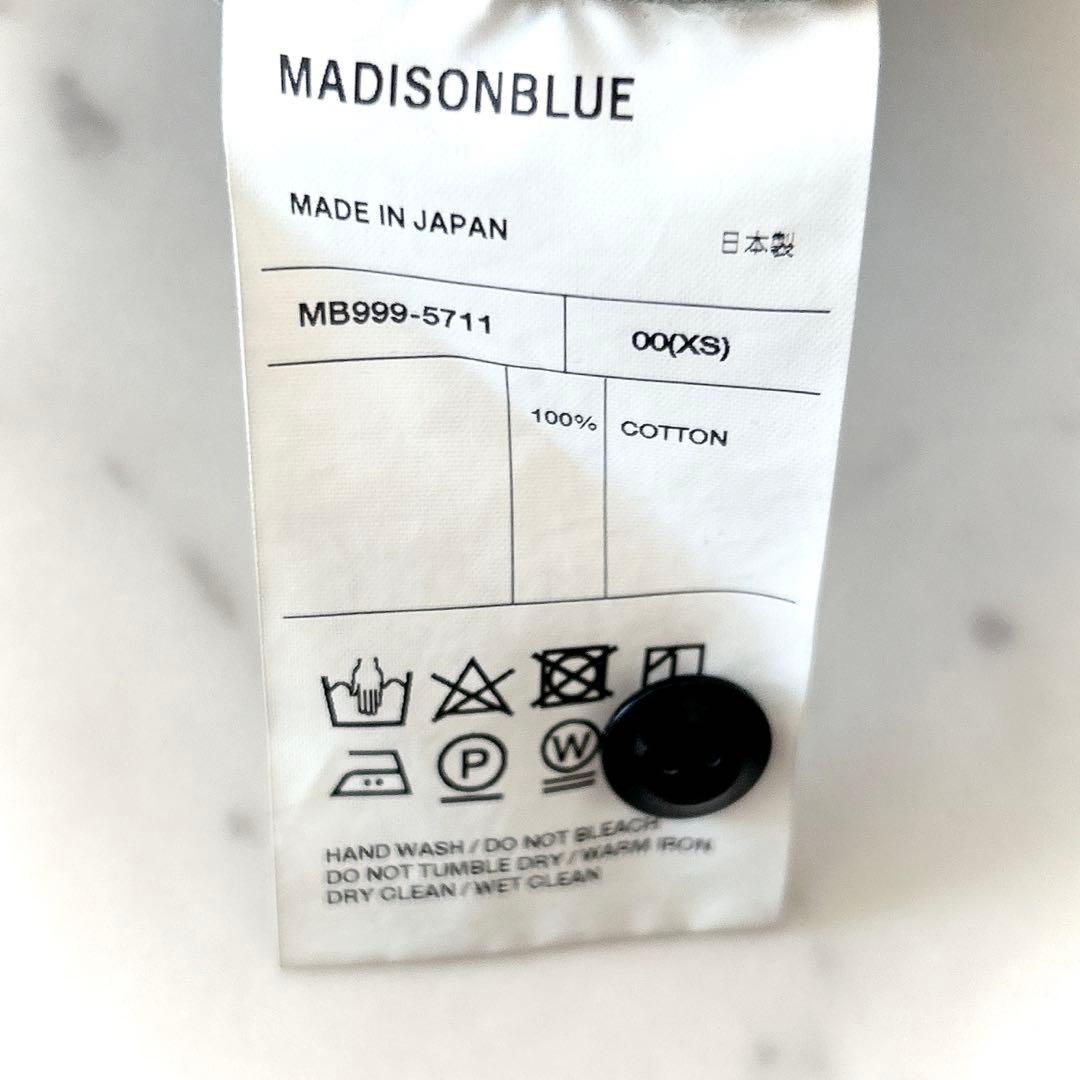 MADISONBLUE
MADE IN JAPAN 日本製
MB999-5711 00(XS)
100% COTTON
P W
HAND WASH / DO NOT BLEACH
DO NOT TUMBLE DRY / WARM IRON
DRY CLEAN / WET CLEAN